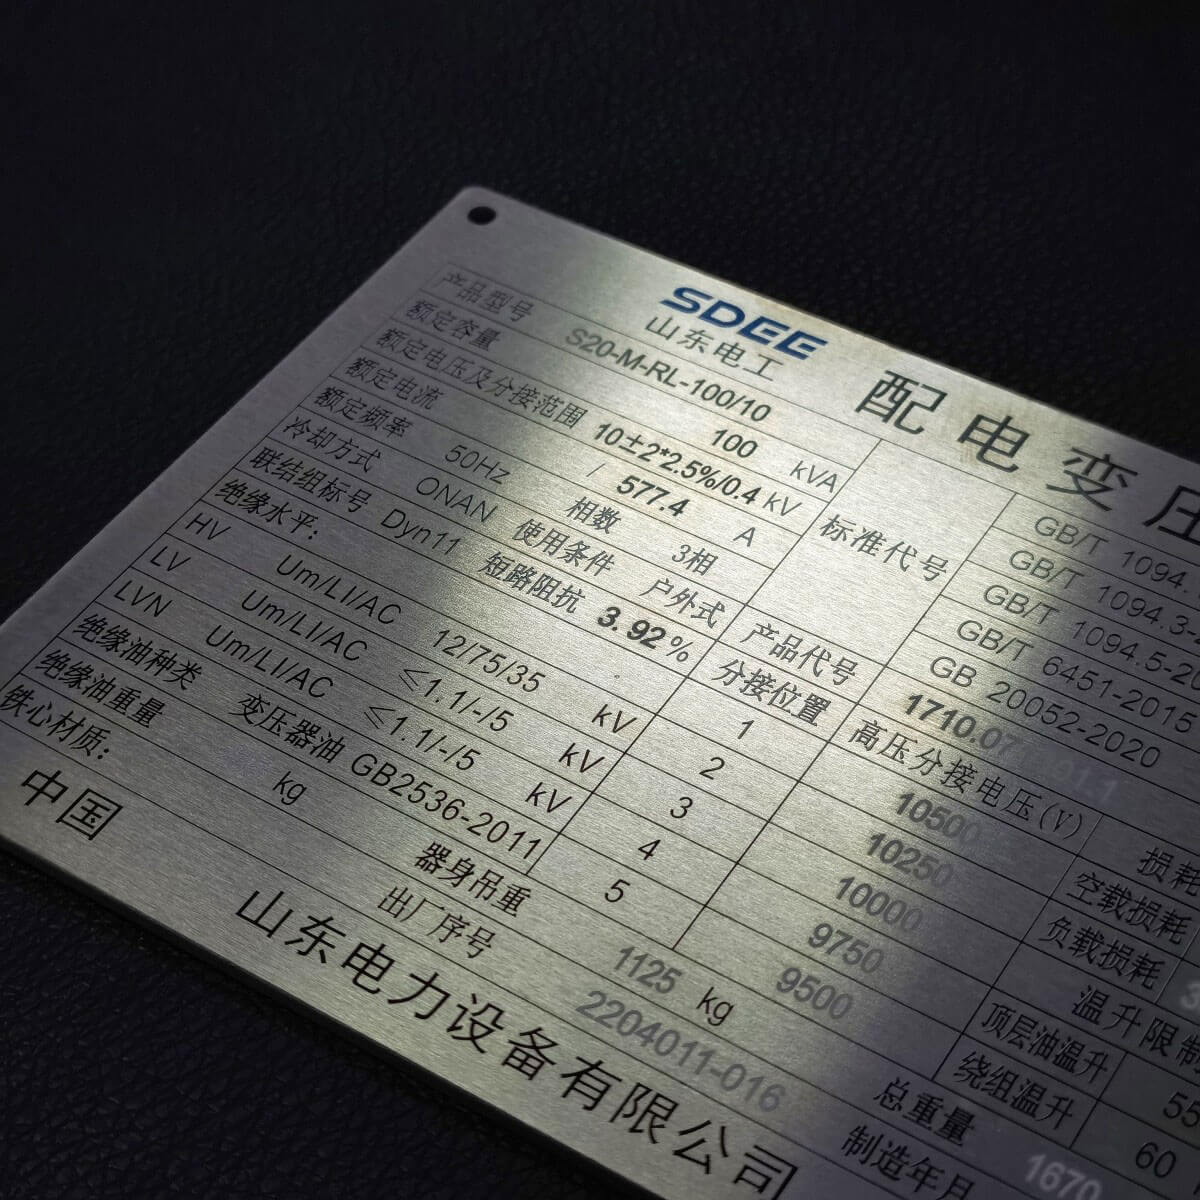 SDEE
山东电工
配电变压
产品型号 S20-M-RL-100/10
额定容量 100 kVA
额定电压及分接范围 10±2*2.5%/0.4 kV
额定电流 / 577.4 A
额定频率 50Hz 相数 3相
冷却方式 ONAN 使用条件 户外式
联结组标号 Dyn11 短路阻抗 3.92%
绝缘水平:
HV Um/LI/AC 12/75/35 kV
LV Um/LI/AC ≤1.1/-/5 kV
LVN Um/LI/AC ≤1.1/-/5 kV
绝缘油种类 变压器油 GB2536-2011
绝缘油重量 kg 器身吊重 1125 kg
铁心材质: 出厂序号 2204011-016
标准代号
GB/T 1094.
GB/T 1094.3-
GB/T 1094.5-20
GB/T 6451-2015
GB 20052-2020
产品代号 1710.07
分接位置 高压分接电压(V)
1 10500
2 10250
3 10000
4 9750
5 9500
损耗
空载损耗
负载损耗
温升限制
顶层油温升 55
绕组温升 60
总重量 1670
制造年月
中国 山东电力设备有限公司